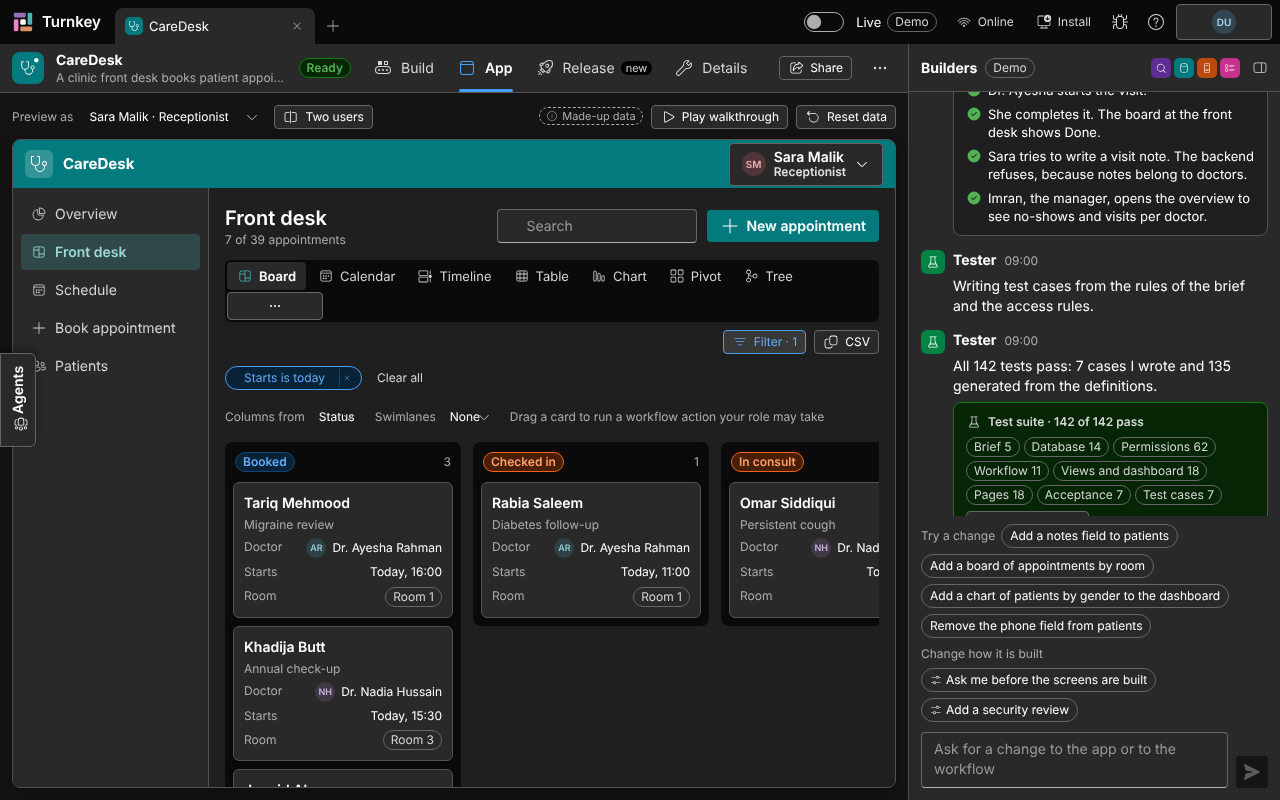 Turnkey
CareDesk
Live
Demo
Online
Install
DU
CareDesk
A clinic front desk books patient appoi...
Ready
Build
App
Release new
Details
Share
Builders
Demo
Preview as
Sara Malik · Receptionist
Two users
Made-up data
Play walkthrough
Reset data
CareDesk
SM
Sara Malik
Receptionist
Overview
Front desk
Schedule
Book appointment
Patients
Agents
Front desk
7 of 39 appointments
Search
New appointment
Board
Calendar
Timeline
Table
Chart
Pivot
Tree
...
Filter · 1
CSV
Starts is today
Clear all
Columns from
Status
Swimlanes
None
Drag a card to run a workflow action your role may take
Booked
3
Tariq Mehmood
Migraine review
Doctor
AR
Dr. Ayesha Rahman
Starts
Today, 16:00
Room
Room 1
Khadija Butt
Annual check-up
Doctor
NH
Dr. Nadia Hussain
Starts
Today, 15:30
Room
Room 3
Checked in
1
Rabia Saleem
Diabetes follow-up
Doctor
AR
Dr. Ayesha Rahman
Starts
Today, 11:00
Room
Room 1
In consult
Omar Siddiqui
Persistent cough
Doctor
NH
Dr. Nad
Starts
To
Room
Dr. Ayesha starts the visit.
She completes it. The board at the front
desk shows Done.
Sara tries to write a visit note. The backend
refuses, because notes belong to doctors.
Imran, the manager, opens the overview to
see no-shows and visits per doctor.
Tester 09:00
Writing test cases from the rules of the brief
and the access rules.
Tester 09:00
All 142 tests pass: 7 cases I wrote and 135
generated from the definitions.
Test suite · 142 of 142 pass
Brief 5
Database 14
Permissions 62
Workflow 11
Views and dashboard 18
Pages 18
Acceptance 7
Test cases 7
Try a change
Add a notes field to patients
Add a board of appointments by room
Add a chart of patients by gender to the dashboard
Remove the phone field from patients
Change how it is built
Ask me before the screens are built
Add a security review
Ask for a change to the app or to the
workflow